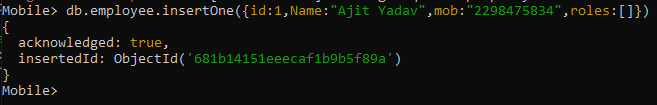 Mobile> db.employee.insertOne({id:1,Name:"Ajit Yadav",mob:"2298475834",roles:[]})
{
  acknowledged: true,
  insertedId: ObjectId('681b14151eeecaf1b9b5f89a')
}
Mobile>